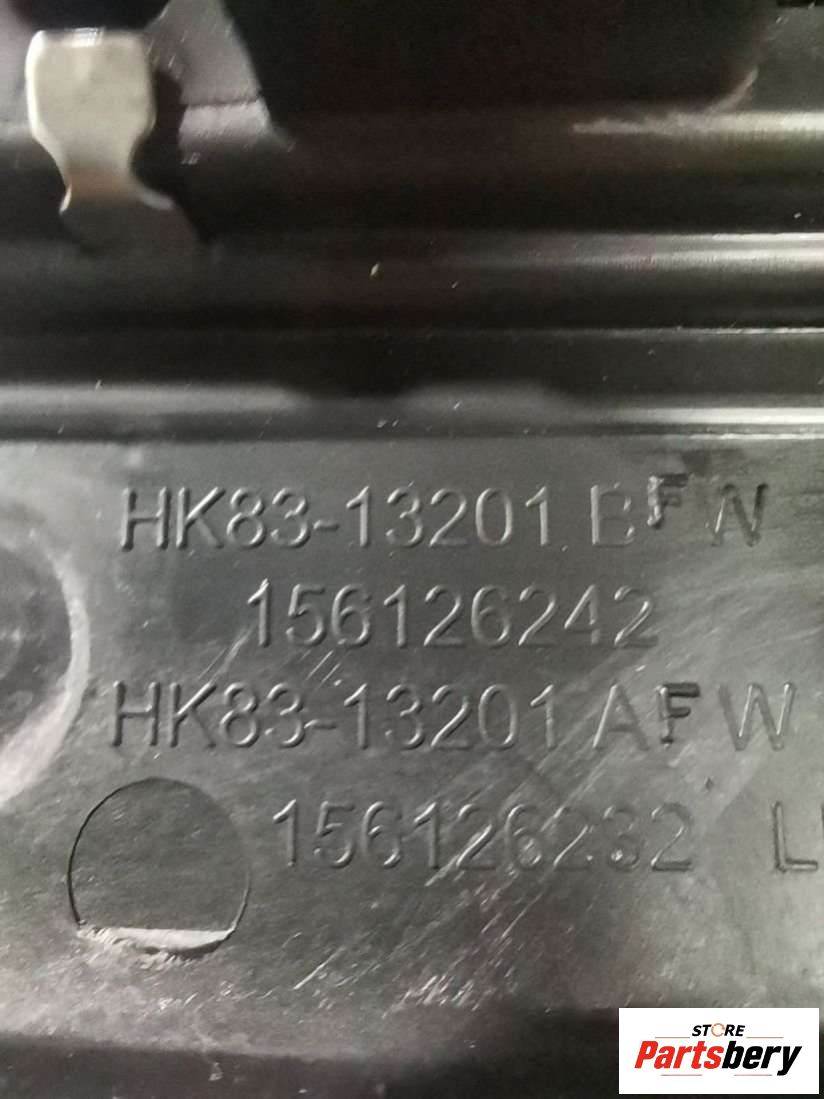 HK83-13201 BFW
156126242
HK83-13201 AFW
156126232
STORE
Partsbery